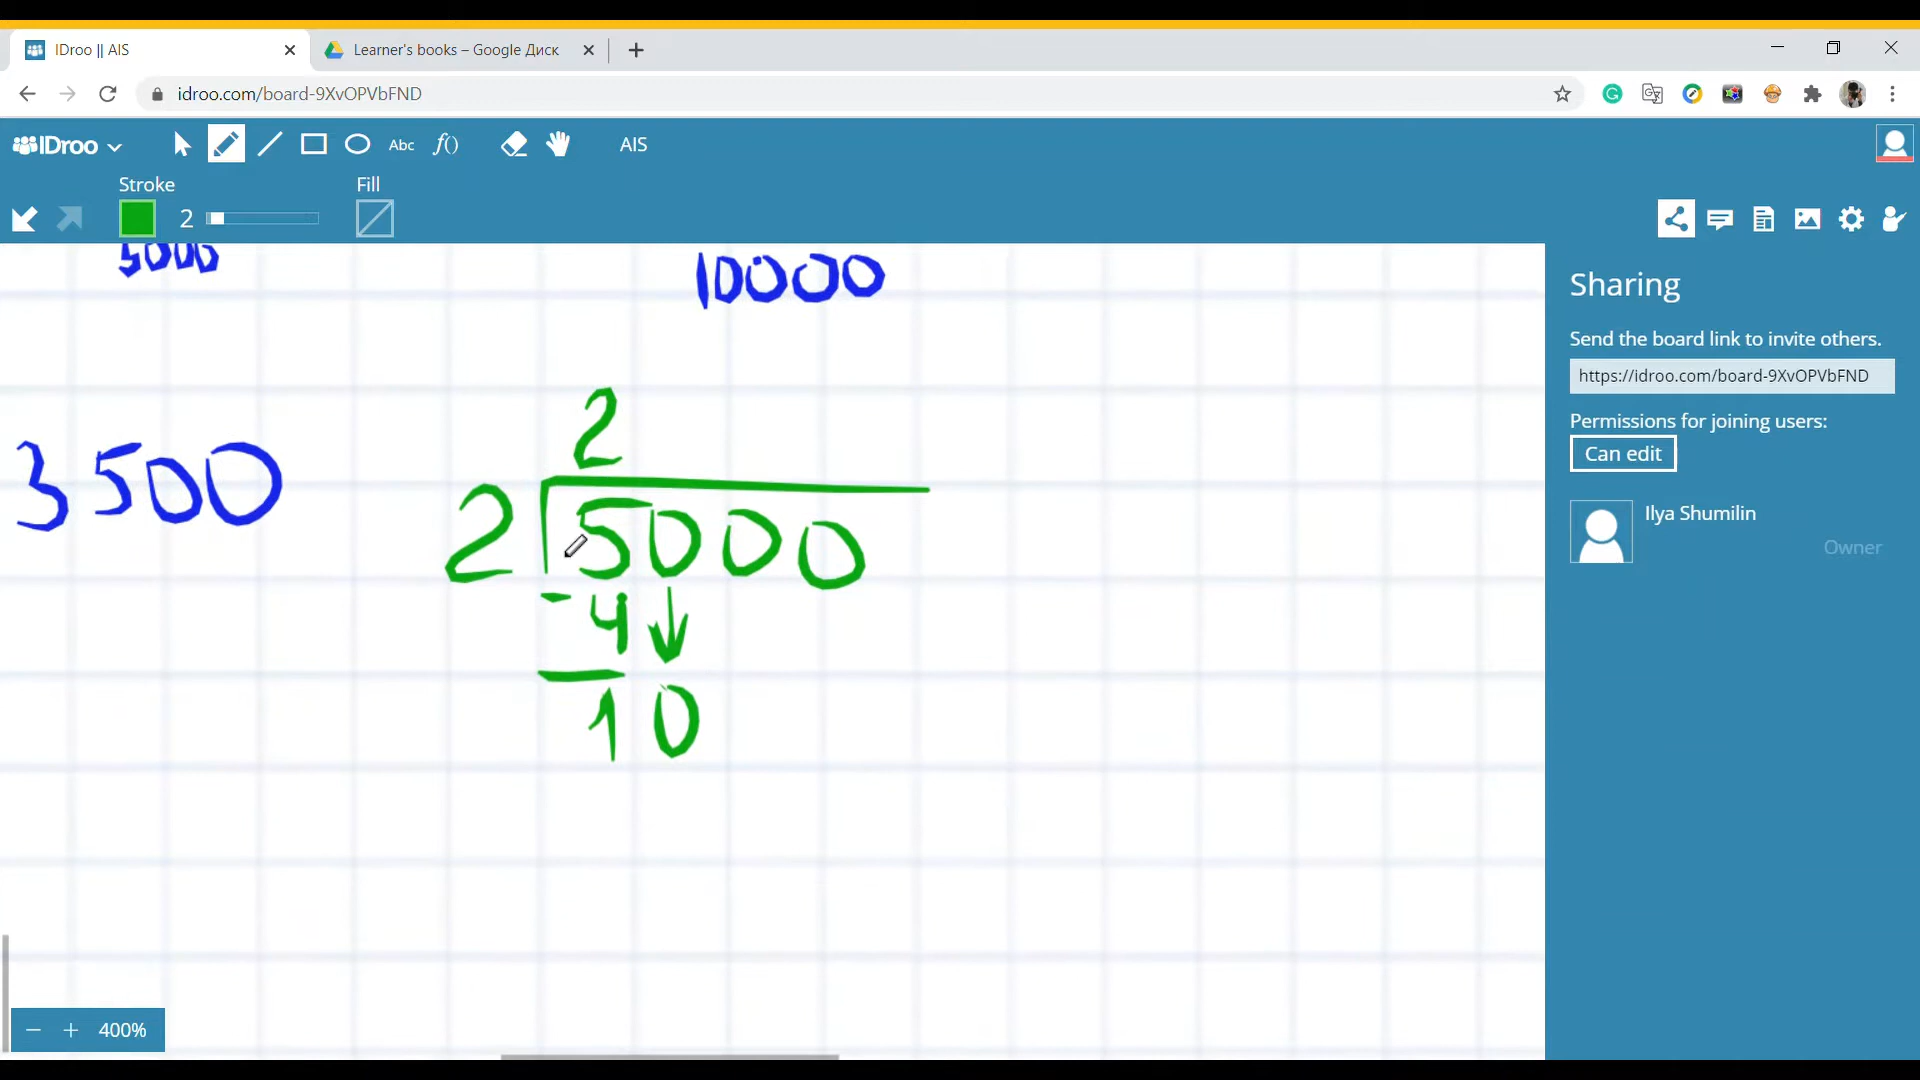 IDroo || AIS
Learner's books – Google Диск
idroo.com/board-9XvOPVbFND
IDroo
Abc
f()
AIS
Stroke
Fill
2
5000
10000
Sharing
Send the board link to invite others.
https://idroo.com/board-9XvOPVbFND
Permissions for joining users:
Can edit
Ilya Shumilin
Owner
3500
2
2 5000
- 4
10
400%